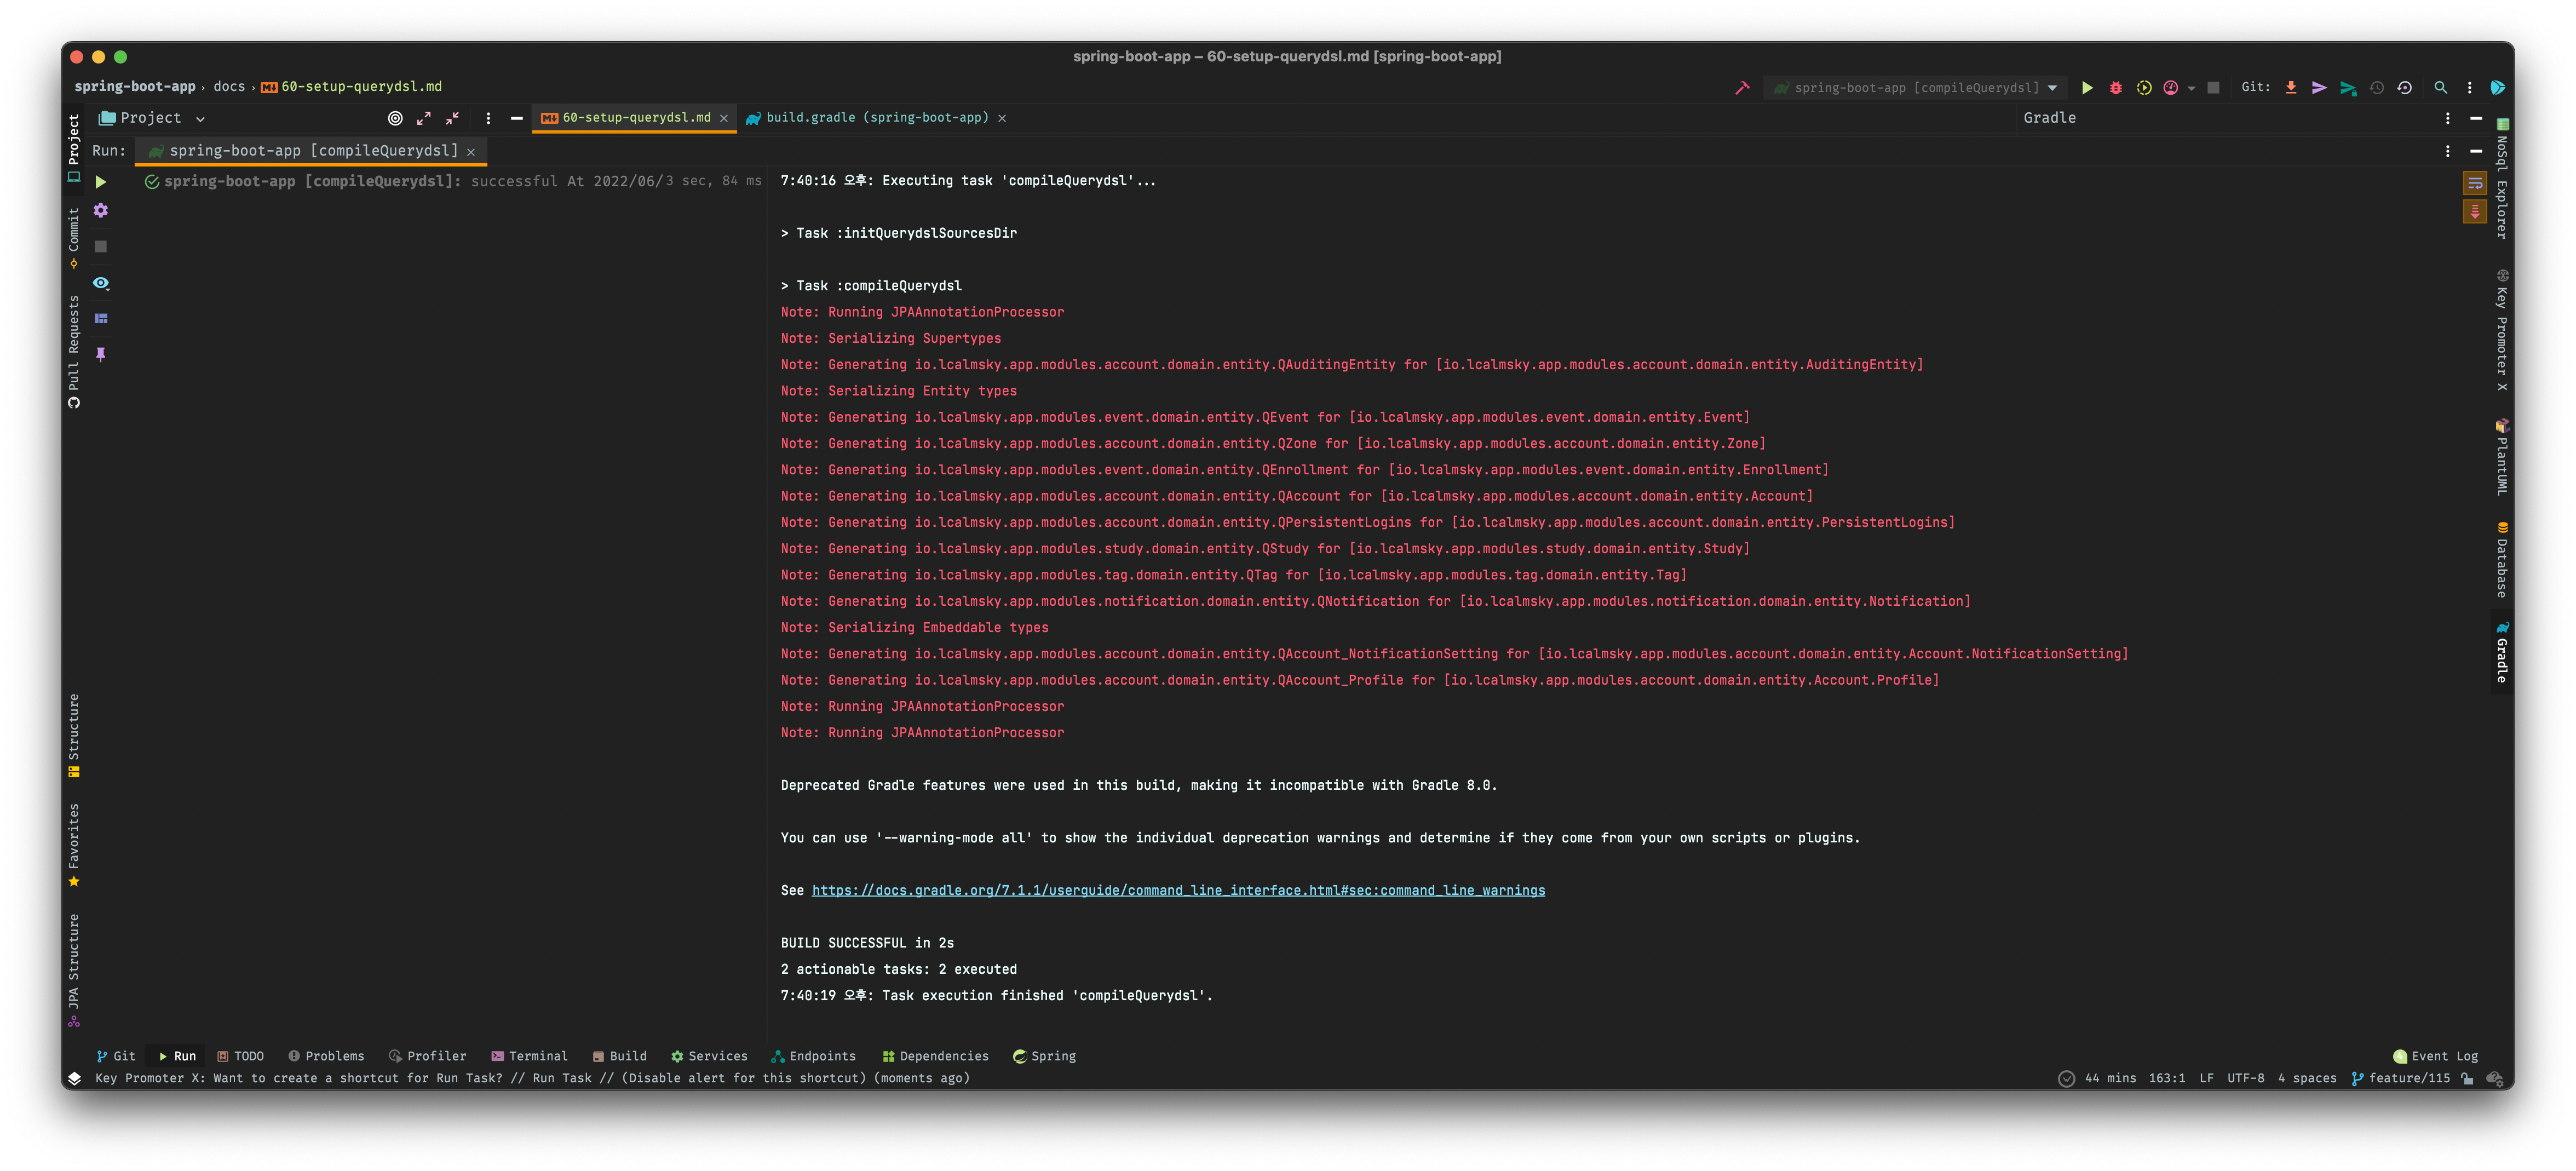 spring-boot-app – 60-setup-querydsl.md [spring-boot-app]
spring-boot-app › docs › 60-setup-querydsl.md
spring-boot-app [compileQuerydsl]
Git:
Project
60-setup-querydsl.md
build.gradle (spring-boot-app)
Gradle
Run: spring-boot-app [compileQuerydsl]
spring-boot-app [compileQuerydsl]: successful At 2022/06/ 3 sec, 84 ms
7:40:16 오후: Executing task 'compileQuerydsl'...
> Task :initQuerydslSourcesDir
> Task :compileQuerydsl
Note: Running JPAAnnotationProcessor
Note: Serializing Supertypes
Note: Generating io.lcalmsky.app.modules.account.domain.entity.QAuditingEntity for [io.lcalmsky.app.modules.account.domain.entity.AuditingEntity]
Note: Serializing Entity types
Note: Generating io.lcalmsky.app.modules.event.domain.entity.QEvent for [io.lcalmsky.app.modules.event.domain.entity.Event]
Note: Generating io.lcalmsky.app.modules.account.domain.entity.QZone for [io.lcalmsky.app.modules.account.domain.entity.Zone]
Note: Generating io.lcalmsky.app.modules.event.domain.entity.QEnrollment for [io.lcalmsky.app.modules.event.domain.entity.Enrollment]
Note: Generating io.lcalmsky.app.modules.account.domain.entity.QAccount for [io.lcalmsky.app.modules.account.domain.entity.Account]
Note: Generating io.lcalmsky.app.modules.account.domain.entity.QPersistentLogins for [io.lcalmsky.app.modules.account.domain.entity.PersistentLogins]
Note: Generating io.lcalmsky.app.modules.study.domain.entity.QStudy for [io.lcalmsky.app.modules.study.domain.entity.Study]
Note: Generating io.lcalmsky.app.modules.tag.domain.entity.QTag for [io.lcalmsky.app.modules.tag.domain.entity.Tag]
Note: Generating io.lcalmsky.app.modules.notification.domain.entity.QNotification for [io.lcalmsky.app.modules.notification.domain.entity.Notification]
Note: Serializing Embeddable types
Note: Generating io.lcalmsky.app.modules.account.domain.entity.QAccount_NotificationSetting for [io.lcalmsky.app.modules.account.domain.entity.Account.NotificationSetting]
Note: Generating io.lcalmsky.app.modules.account.domain.entity.QAccount_Profile for [io.lcalmsky.app.modules.account.domain.entity.Account.Profile]
Note: Running JPAAnnotationProcessor
Note: Running JPAAnnotationProcessor
Deprecated Gradle features were used in this build, making it incompatible with Gradle 8.0.
You can use '--warning-mode all' to show the individual deprecation warnings and determine if they come from your own scripts or plugins.
See https://docs.gradle.org/7.1.1/userguide/command_line_interface.html#sec:command_line_warnings
BUILD SUCCESSFUL in 2s
2 actionable tasks: 2 executed
7:40:19 오후: Task execution finished 'compileQuerydsl'.
Project
Commit
Pull Requests
Structure
Favorites
JPA Structure
NoSql Explorer
Key Promoter X
PlantUML
Database
Gradle
Git Run TODO Problems Profiler Terminal Build Services Endpoints Dependencies Spring
4 Event Log
Key Promoter X: Want to create a shortcut for Run Task? // Run Task // (Disable alert for this shortcut) (moments ago)
44 mins 163:1 LF UTF-8 4 spaces feature/115